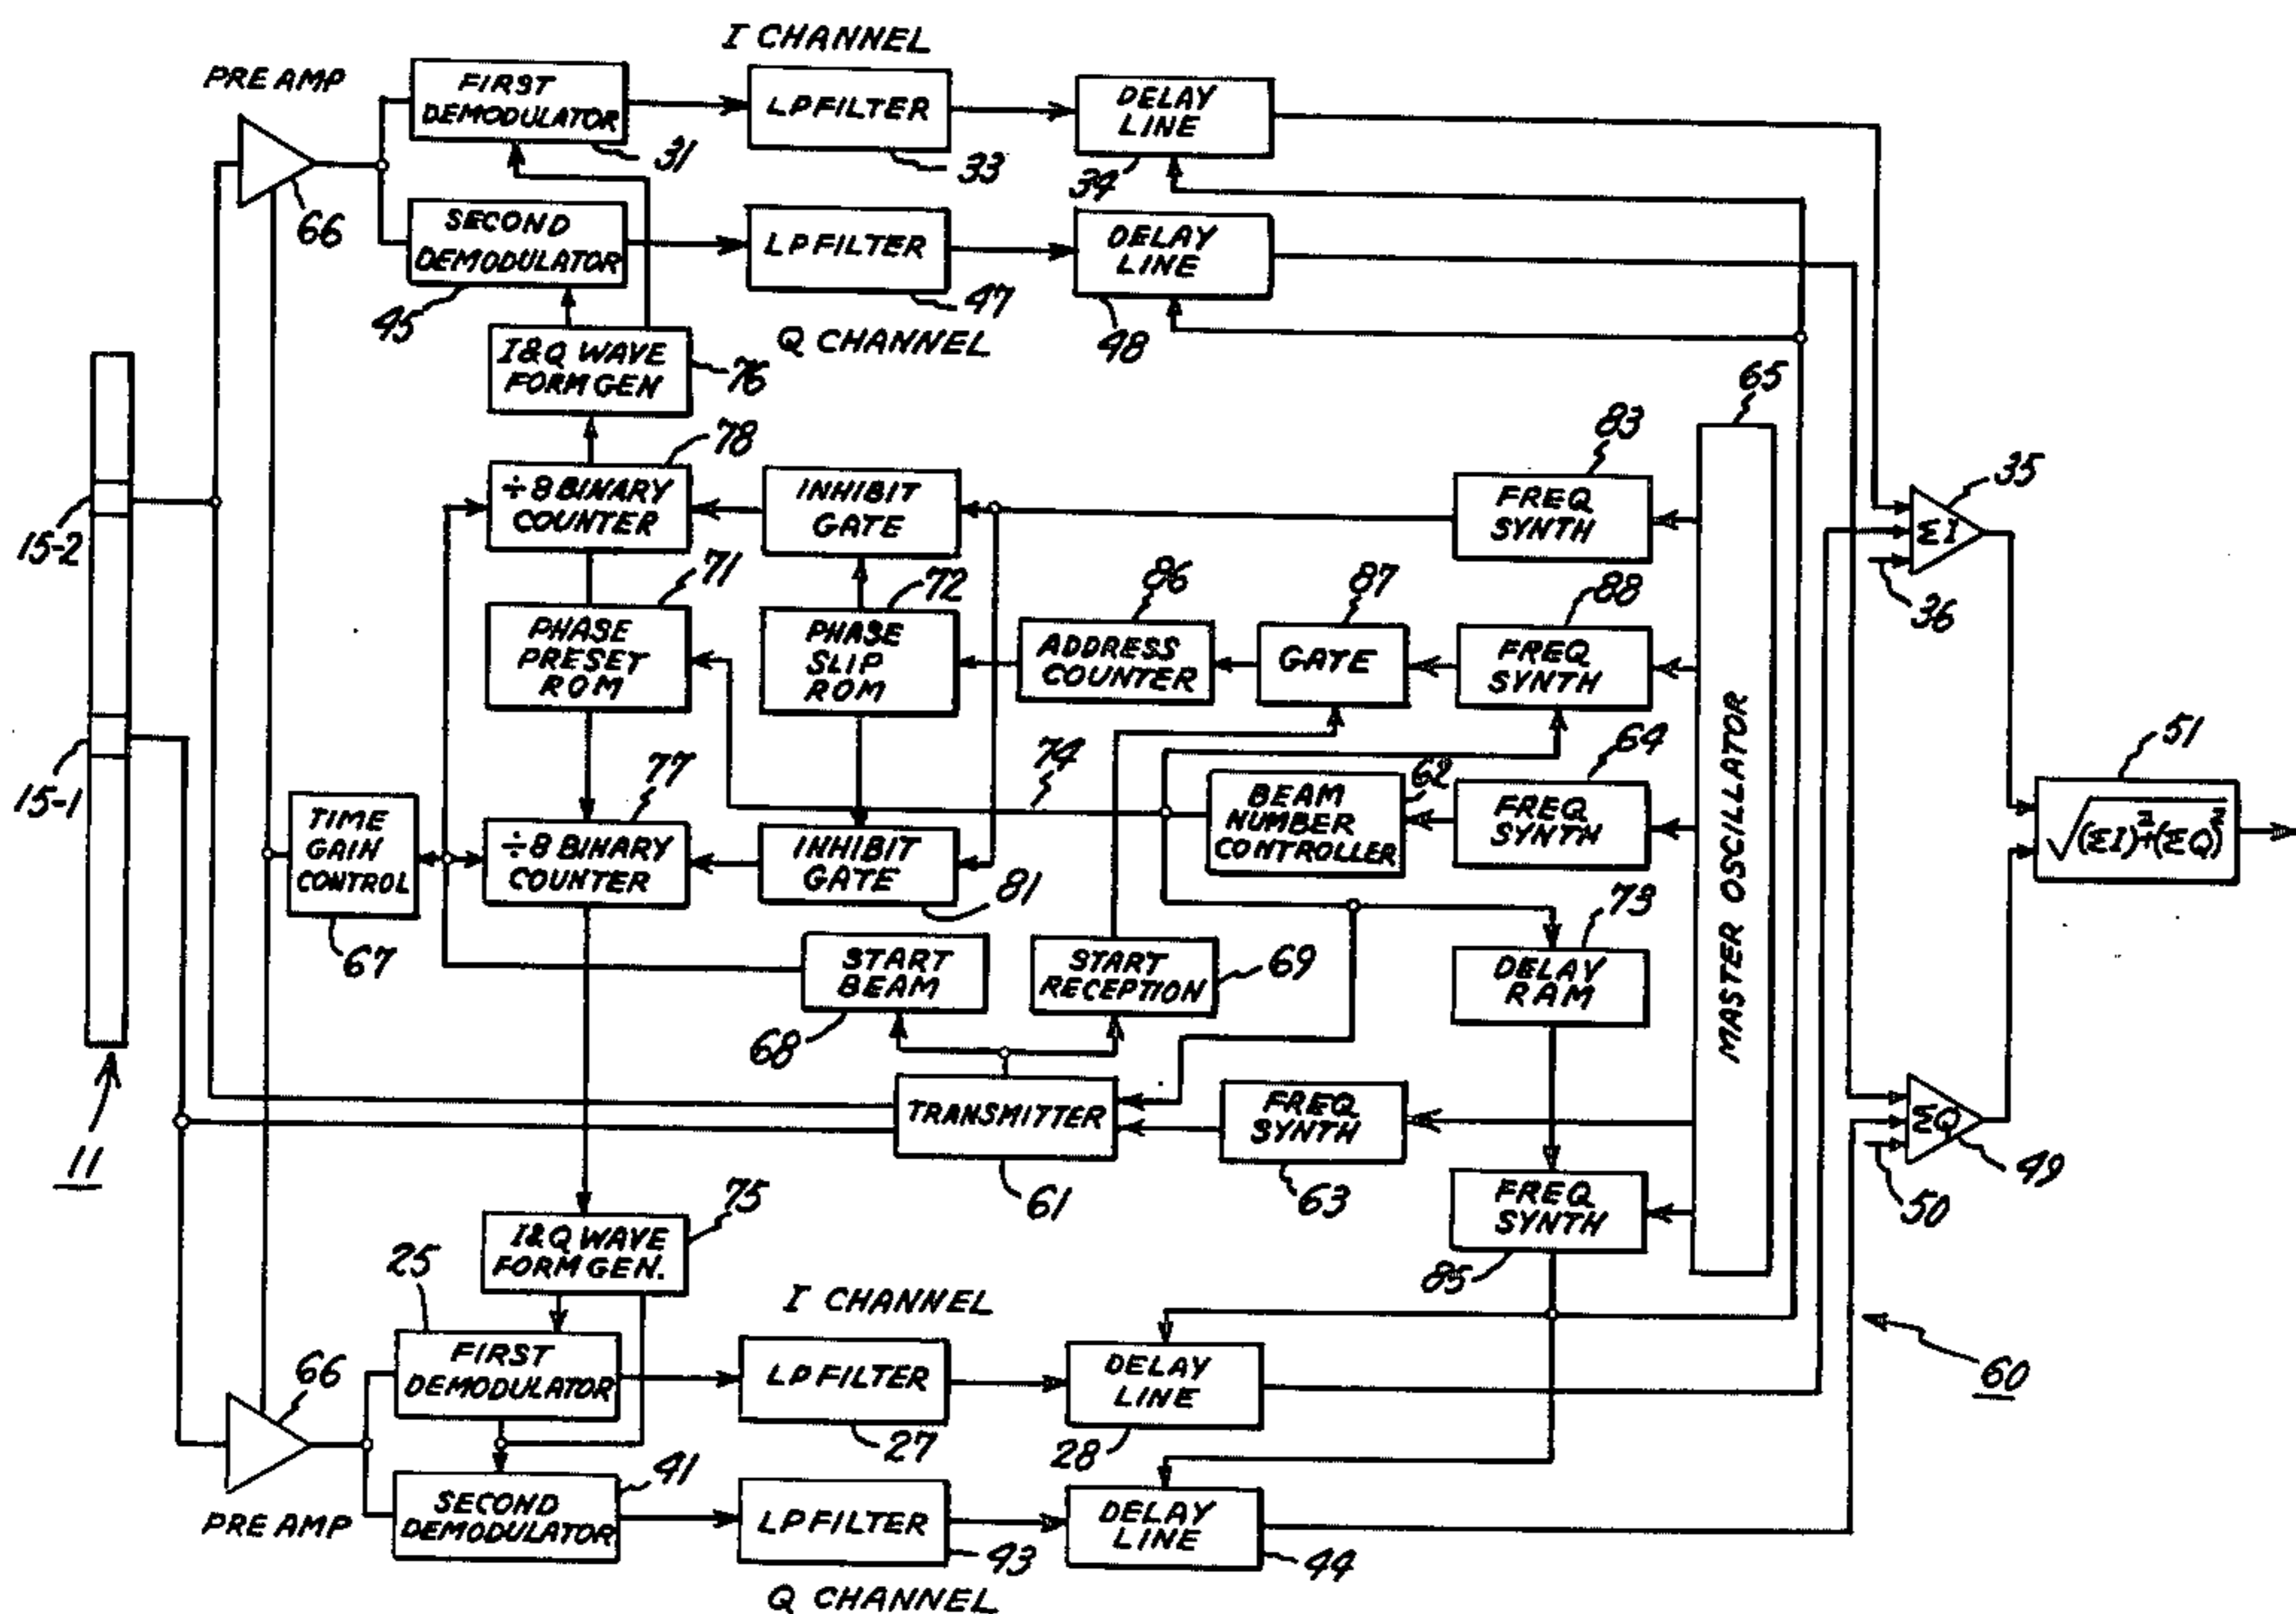 I CHANNEL
PRE AMP
FIRST
DEMODULATOR
31
LP FILTER
33
DELAY
LINE
34
66
SECOND
DEMODULATOR
45
LP FILTER
47
Q CHANNEL
DELAY
LINE
48
I&Q WAVE
FORM GEN
76
65
MASTER OSCILLATOR
÷8 BINARY
COUNTER
78
INHIBIT
GATE
FREQ
SYNTH
83
35
ΣI
36
15-2
PHASE
PRESET
ROM
71
PHASE
SLIP
ROM
72
ADDRESS
COUNTER
86
GATE
87
FREQ
SYNTH
88
74
15-1
TIME
GAIN
CONTROL
67
÷8 BINARY
COUNTER
77
INHIBIT
GATE
81
BEAM
NUMBER
CONTROLLER
62
FREQ
SYNTH
64
51
√(ΣI)²+(ΣQ)²
START
BEAM
68
START
RECEPTION
69
DELAY
RAM
73
11
TRANSMITTER
61
FREQ
SYNTH
63
ΣQ
49
50
FREQ
SYNTH
85
I&Q WAVE
FORM GEN.
75
25
I CHANNEL
60
66
FIRST
DEMODULATOR
LP FILTER
27
DELAY
LINE
28
PRE AMP
SECOND
DEMODULATOR
41
LP FILTER
43
DELAY
LINE
44
Q CHANNEL